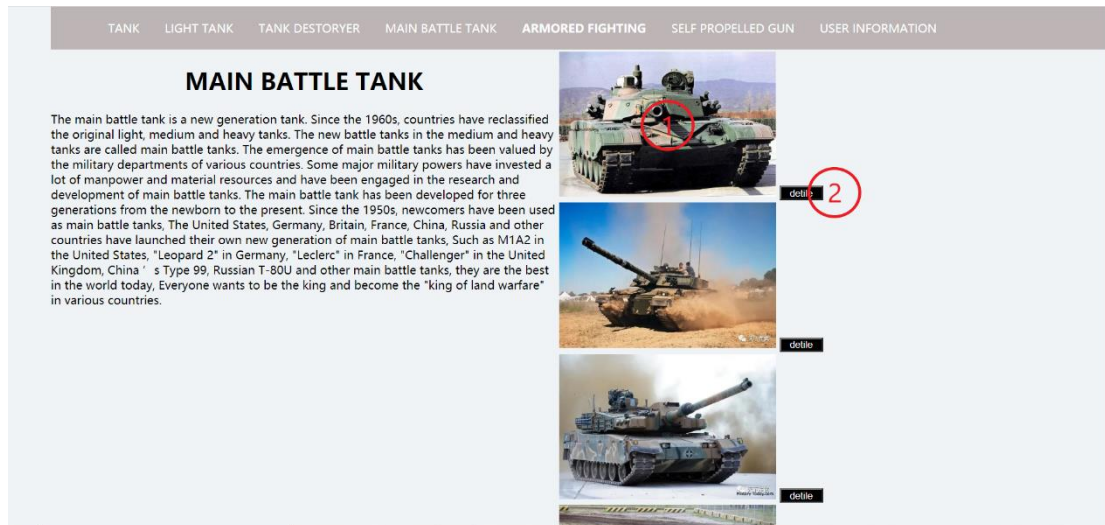 TANK LIGHT TANK TANK DESTORYER MAIN BATTLE TANK ARMORED FIGHTING SELF PROPELLED GUN USER INFORMATION
MAIN BATTLE TANK
The main battle tank is a new generation tank. Since the 1960s, countries have reclassified
the original light, medium and heavy tanks. The new battle tanks in the medium and heavy
tanks are called main battle tanks. The emergence of main battle tanks has been valued by
the military departments of various countries. Some major military powers have invested a
lot of manpower and material resources and have been engaged in the research and
development of main battle tanks. The main battle tank has been developed for three
generations from the newborn to the present. Since the 1950s, newcomers have been used
as main battle tanks, The United States, Germany, Britain, France, China, Russia and other
countries have launched their own new generation of main battle tanks, Such as M1A2 in
the United States, "Leopard 2" in Germany, "Leclerc" in France, "Challenger" in the United
Kingdom, China ' s Type 99, Russian T-80U and other main battle tanks, they are the best
in the world today, Everyone wants to be the king and become the "king of land warfare"
in various countries.
1
detile
2
detile
detile